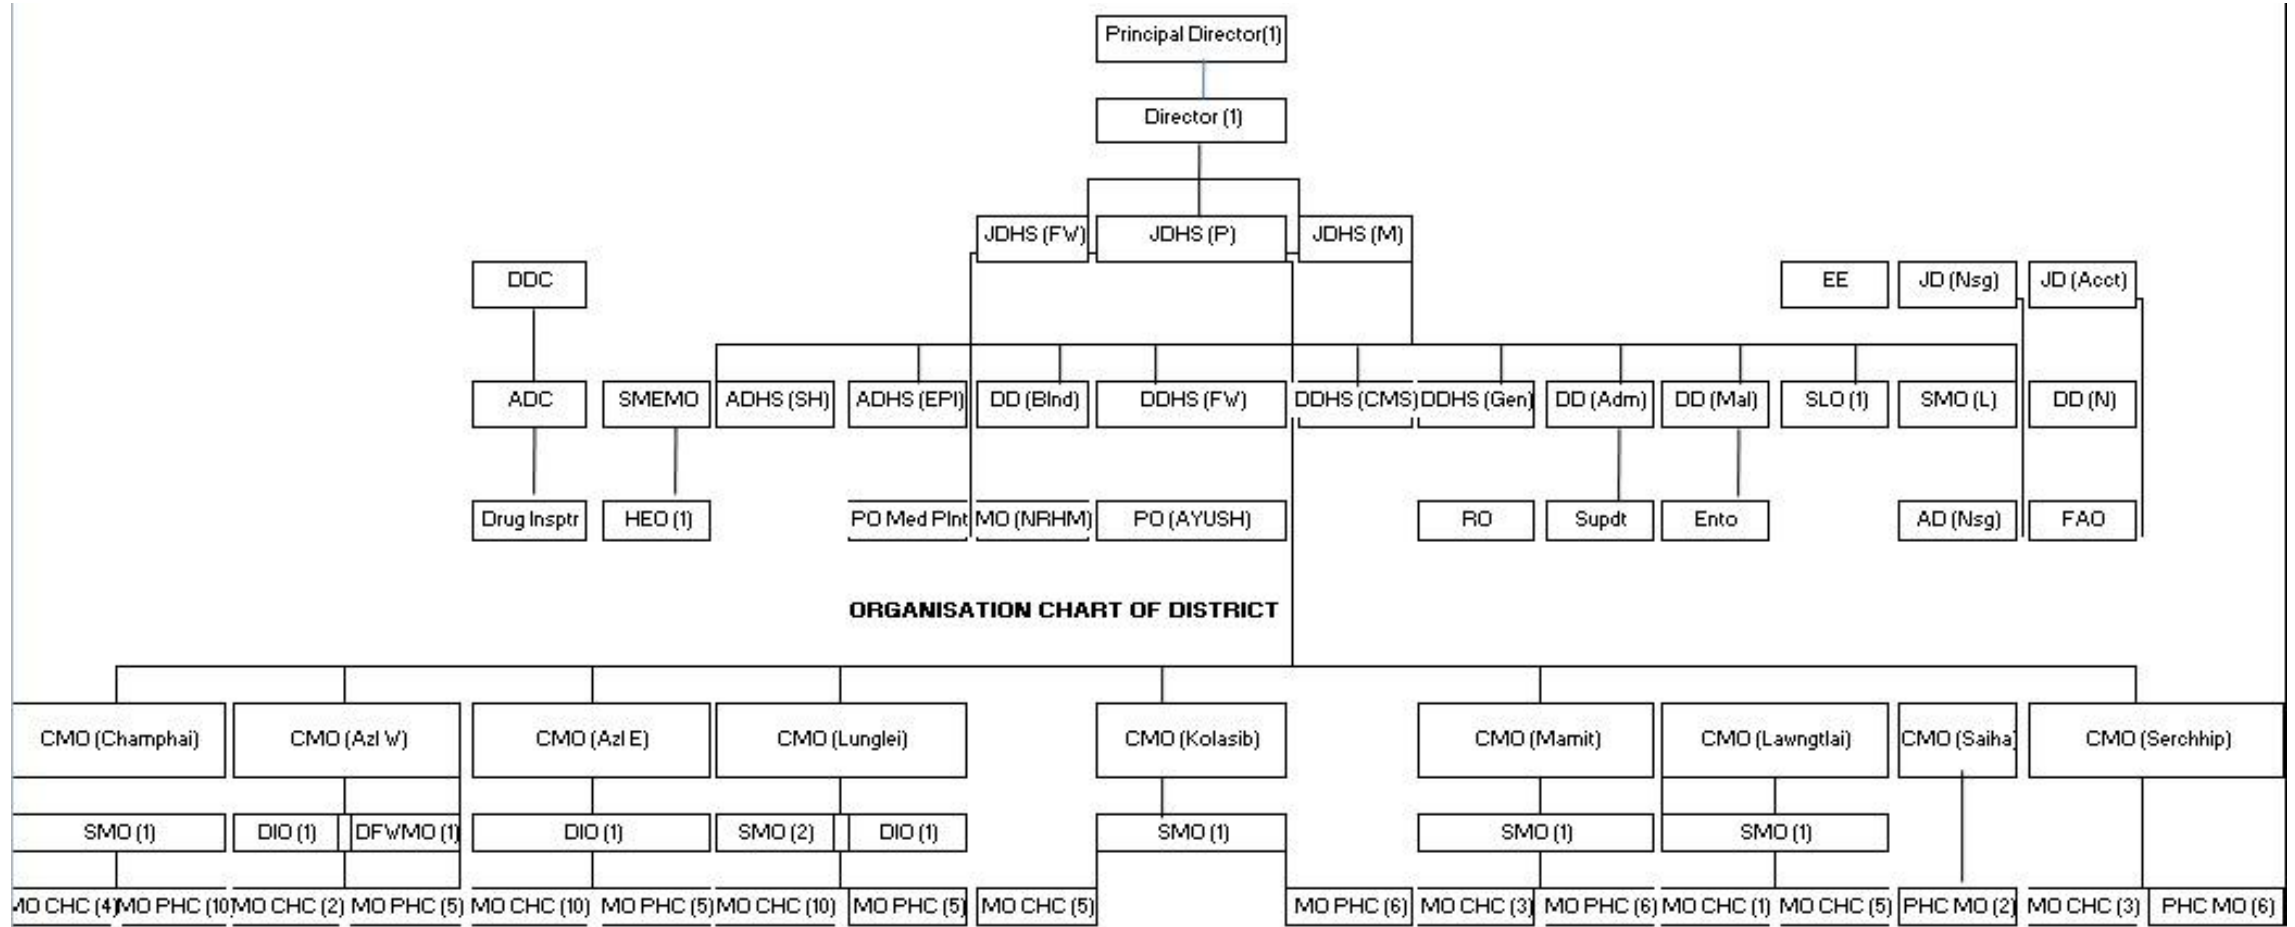 Principal Director(1)
Director (1)
JDHS (FW) JDHS (P) JDHS (M)
DDC EE JD (Nsg) JD (Acct)
ADC SMEMO ADHS (SH) ADHS (EPI) DD (Blnd) DDHS (FW) DDHS (CMS) DDHS (Gen) DD (Adm) DD (Mal) SLO (1) SMO (L) DD (N)
Drug Insptr HEO (1) PO Med Plnt MO (NRHM) PO (AYUSH) RO Supdt Ento AD (Nsg) FAO
ORGANISATION CHART OF DISTRICT
CMO (Champhai) CMO (Azl W) CMO (Azl E) CMO (Lunglei) CMO (Kolasib) CMO (Mamit) CMO (Lawngtlai) CMO (Saiha) CMO (Serchhip)
SMO (1) DIO (1) DFWMO (1) DIO (1) SMO (2) DIO (1) SMO (1) SMO (1) SMO (1)
MO CHC (4) MO PHC (10) MO CHC (2) MO PHC (5) MO CHC (10) MO PHC (5) MO CHC (10) MO PHC (5) MO CHC (5) MO PHC (6) MO CHC (3) MO PHC (6) MO CHC (1) MO CHC (5) PHC MO (2) MO CHC (3) PHC MO (6)